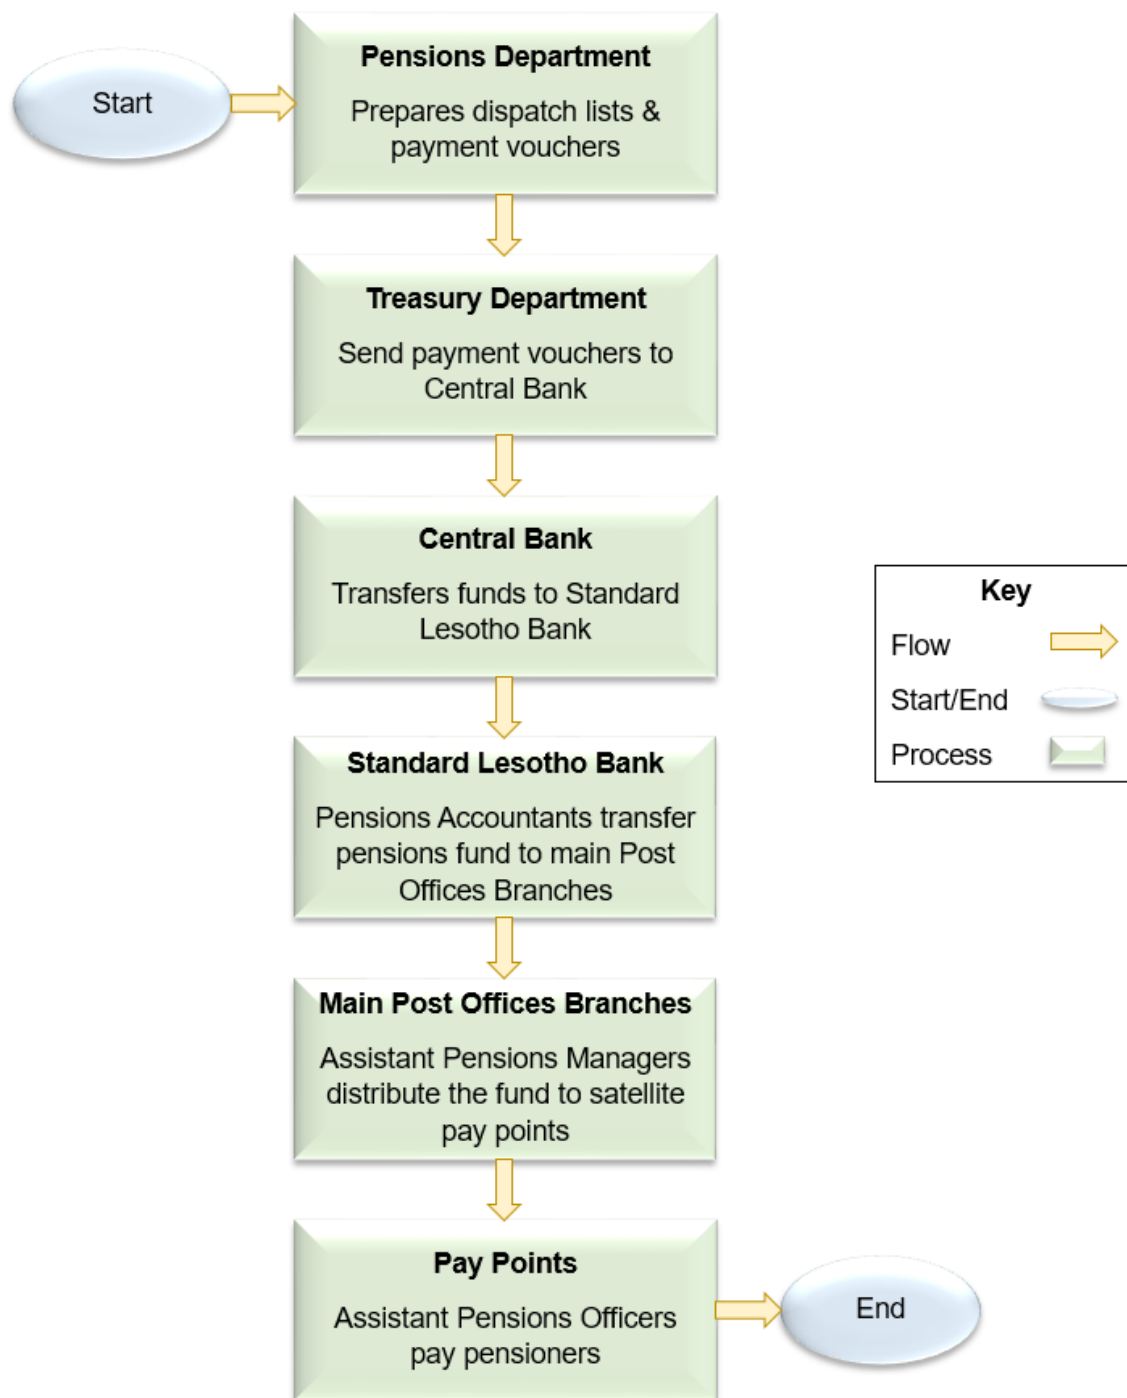 Start
Pensions Department
Prepares dispatch lists &
payment vouchers
Treasury Department
Send payment vouchers to
Central Bank
Central Bank
Transfers funds to Standard
Lesotho Bank
Standard Lesotho Bank
Pensions Accountants transfer
pensions fund to main Post
Offices Branches
Main Post Offices Branches
Assistant Pensions Managers
distribute the fund to satellite
pay points
Pay Points
Assistant Pensions Officers
pay pensioners
End
Key
Flow
Start/End
Process